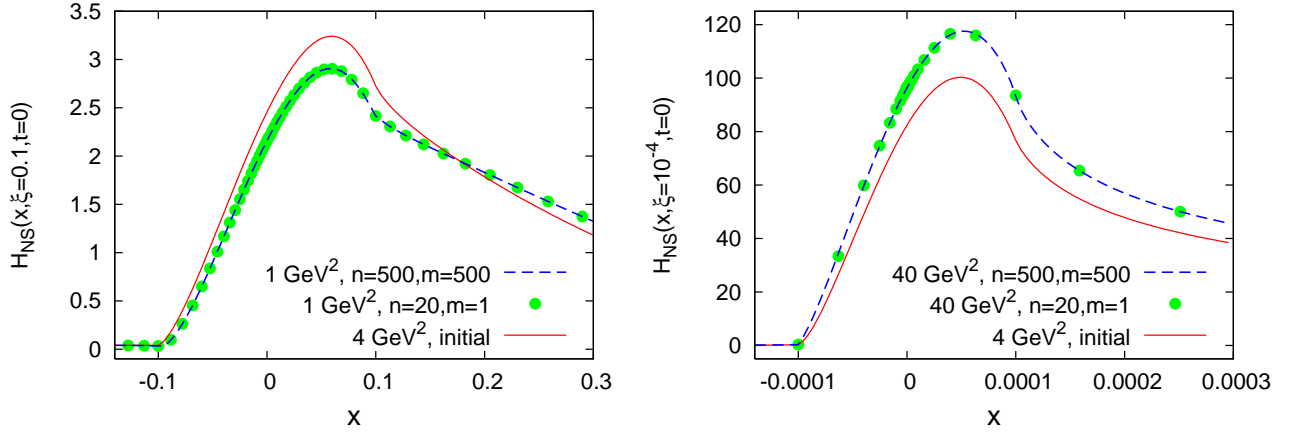 H_NS(x,ξ=0.1,t=0)
3.5
3
2.5
2
1.5
1
0.5
0
1 GeV², n=500,m=500
1 GeV², n=20,m=1
4 GeV², initial
-0.1 0 0.1 0.2 0.3
x
H_NS(x,ξ=10⁻⁴,t=0)
120
100
80
60
40
20
0
40 GeV², n=500,m=500
40 GeV², n=20,m=1
4 GeV², initial
-0.0001 0 0.0001 0.0002 0.0003
x